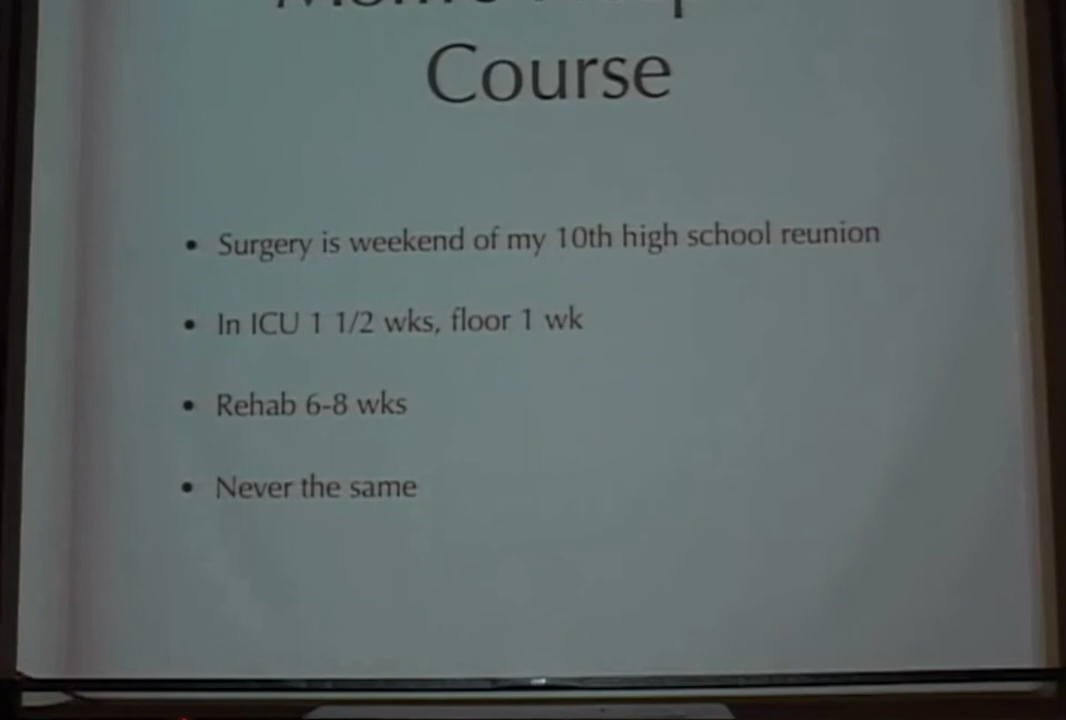 Course
• Surgery is weekend of my 10th high school reunion
• In ICU 1 1/2 wks, floor 1 wk
• Rehab 6-8 wks
• Never the same